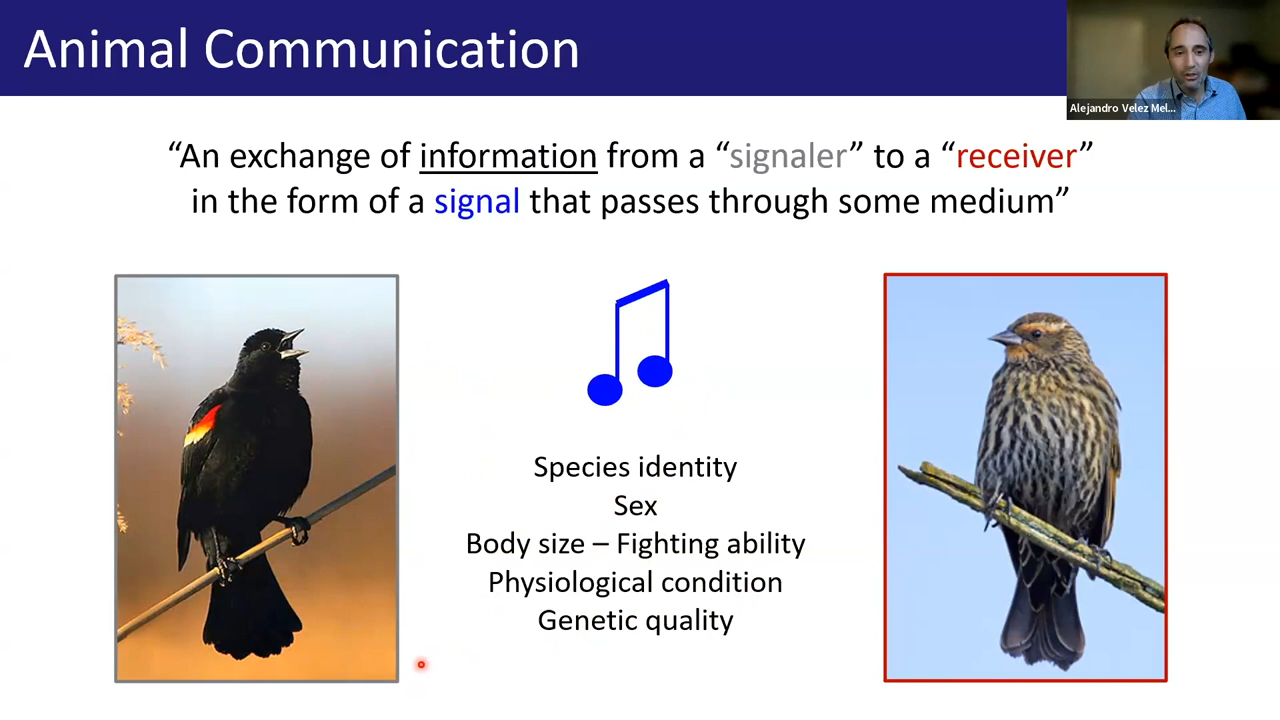 Animal Communication
Alejandro Velez Mel...
“An exchange of information from a “signaler” to a “receiver”
in the form of a signal that passes through some medium”
Species identity
Sex
Body size – Fighting ability
Physiological condition
Genetic quality